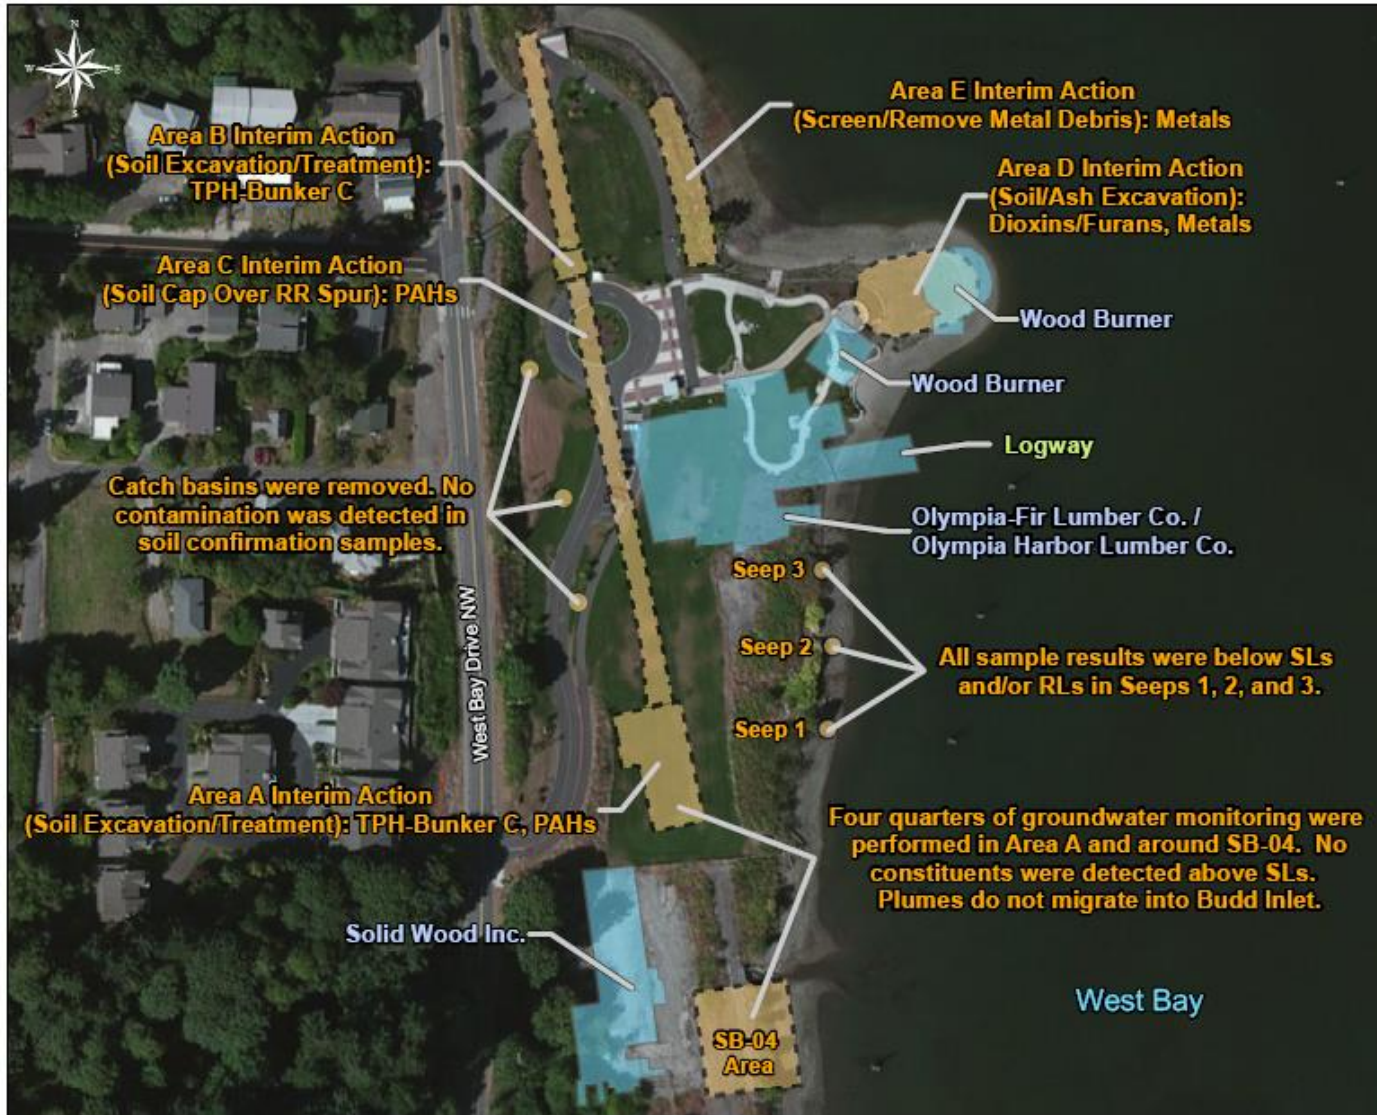 N
W E
S
Area B Interim Action
(Soil Excavation/Treatment):
TPH-Bunker C
Area C Interim Action
(Soil Cap Over RR Spur): PAHs
Area E Interim Action
(Screen/Remove Metal Debris): Metals
Area D Interim Action
(Soil/Ash Excavation):
Dioxins/Furans, Metals
Wood Burner
Wood Burner
Logway
Olympia-Fir Lumber Co. /
Olympia Harbor Lumber Co.
Catch basins were removed. No
contamination was detected in
soil confirmation samples.
West Bay Drive NW
Seep 3
Seep 2
Seep 1
All sample results were below SLs
and/or RLs in Seeps 1, 2, and 3.
Area A Interim Action
(Soil Excavation/Treatment): TPH-Bunker C, PAHs
Four quarters of groundwater monitoring were
performed in Area A and around SB-04. No
constituents were detected above SLs.
Plumes do not migrate into Budd Inlet.
Solid Wood Inc.
West Bay
SB-04
Area